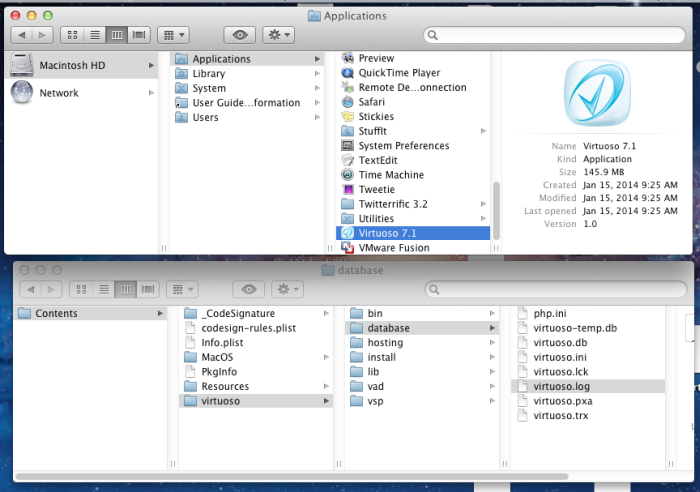 Applications
Macintosh HD
Network
Applications
Library
System
User Guide...formation
Users
Preview
QuickTime Player
Remote De...onnection
Safari
Stickies
StuffIt
System Preferences
TextEdit
Time Machine
Tweetie
Twitterrific 3.2
Utilities
Virtuoso 7.1
VMware Fusion
Name Virtuoso 7.1
Kind Application
Size 145.9 MB
Created Jan 15, 2014 9:25 AM
Modified Jan 15, 2014 9:25 AM
Last opened Jan 15, 2014 9:25 AM
Version 1.0
database
Contents
_CodeSignature
codesign-rules.plist
Info.plist
MacOS
PkgInfo
Resources
virtuoso
bin
database
hosting
install
lib
vad
vsp
php.ini
virtuoso-temp.db
virtuoso.db
virtuoso.ini
virtuoso.lck
virtuoso.log
virtuoso.pxa
virtuoso.trx